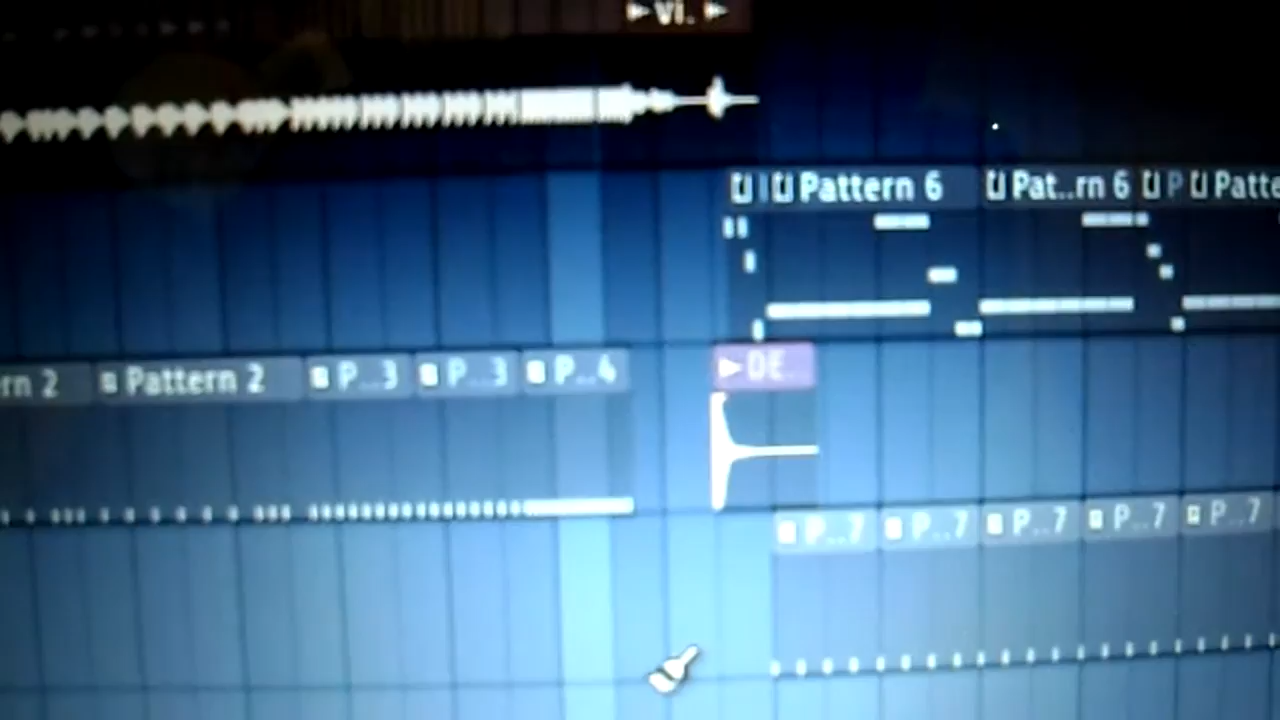 Vi.
Pattern 6 Pat..rn 6 P Patte
rn 2 Pattern 2 P..3 P..3 P..4 DE..
P..7 P..7 P..7 P..7 P..7